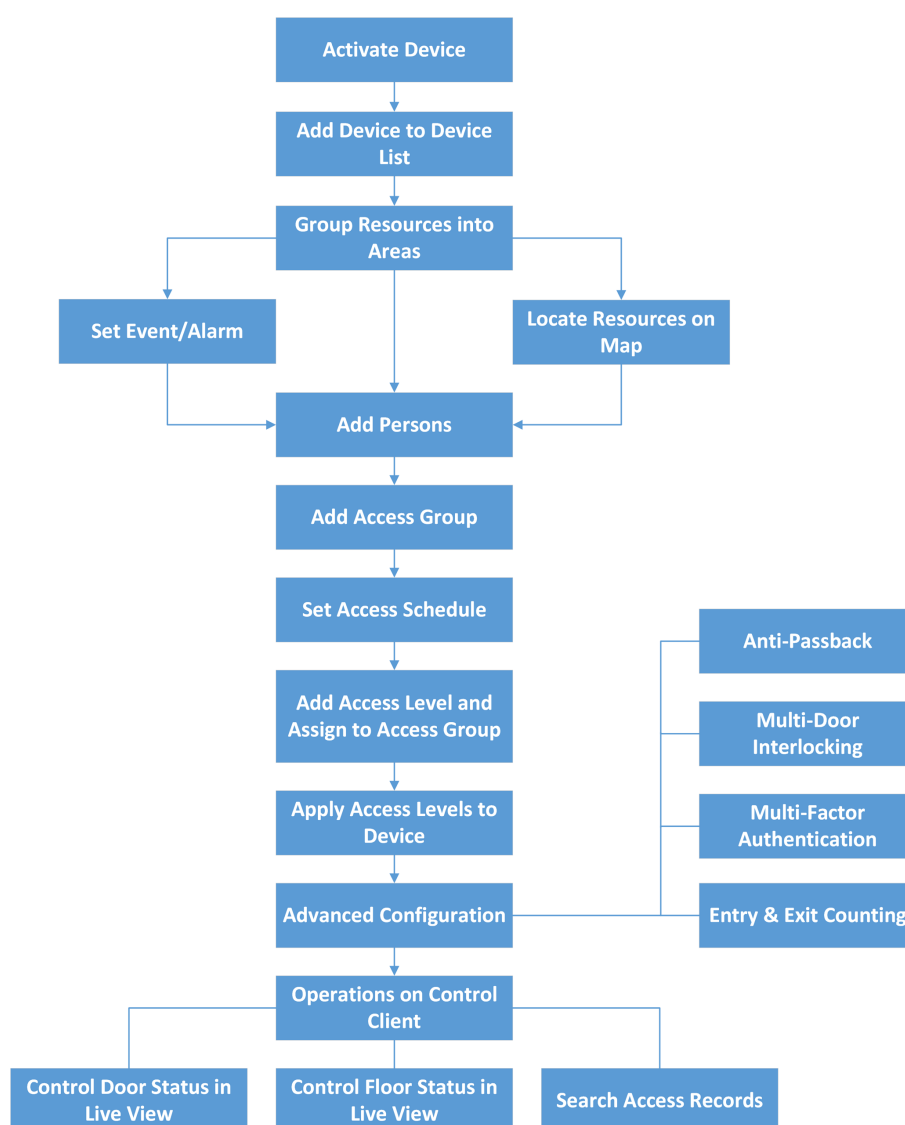 Activate Device
Add Device to Device
List
Group Resources into
Areas
Set Event/Alarm
Locate Resources on
Map
Add Persons
Add Access Group
Set Access Schedule
Add Access Level and
Assign to Access Group
Apply Access Levels to
Device
Advanced Configuration
Anti-Passback
Multi-Door
Interlocking
Multi-Factor
Authentication
Entry & Exit Counting
Operations on Control
Client
Control Door Status in
Live View
Control Floor Status in
Live View
Search Access Records